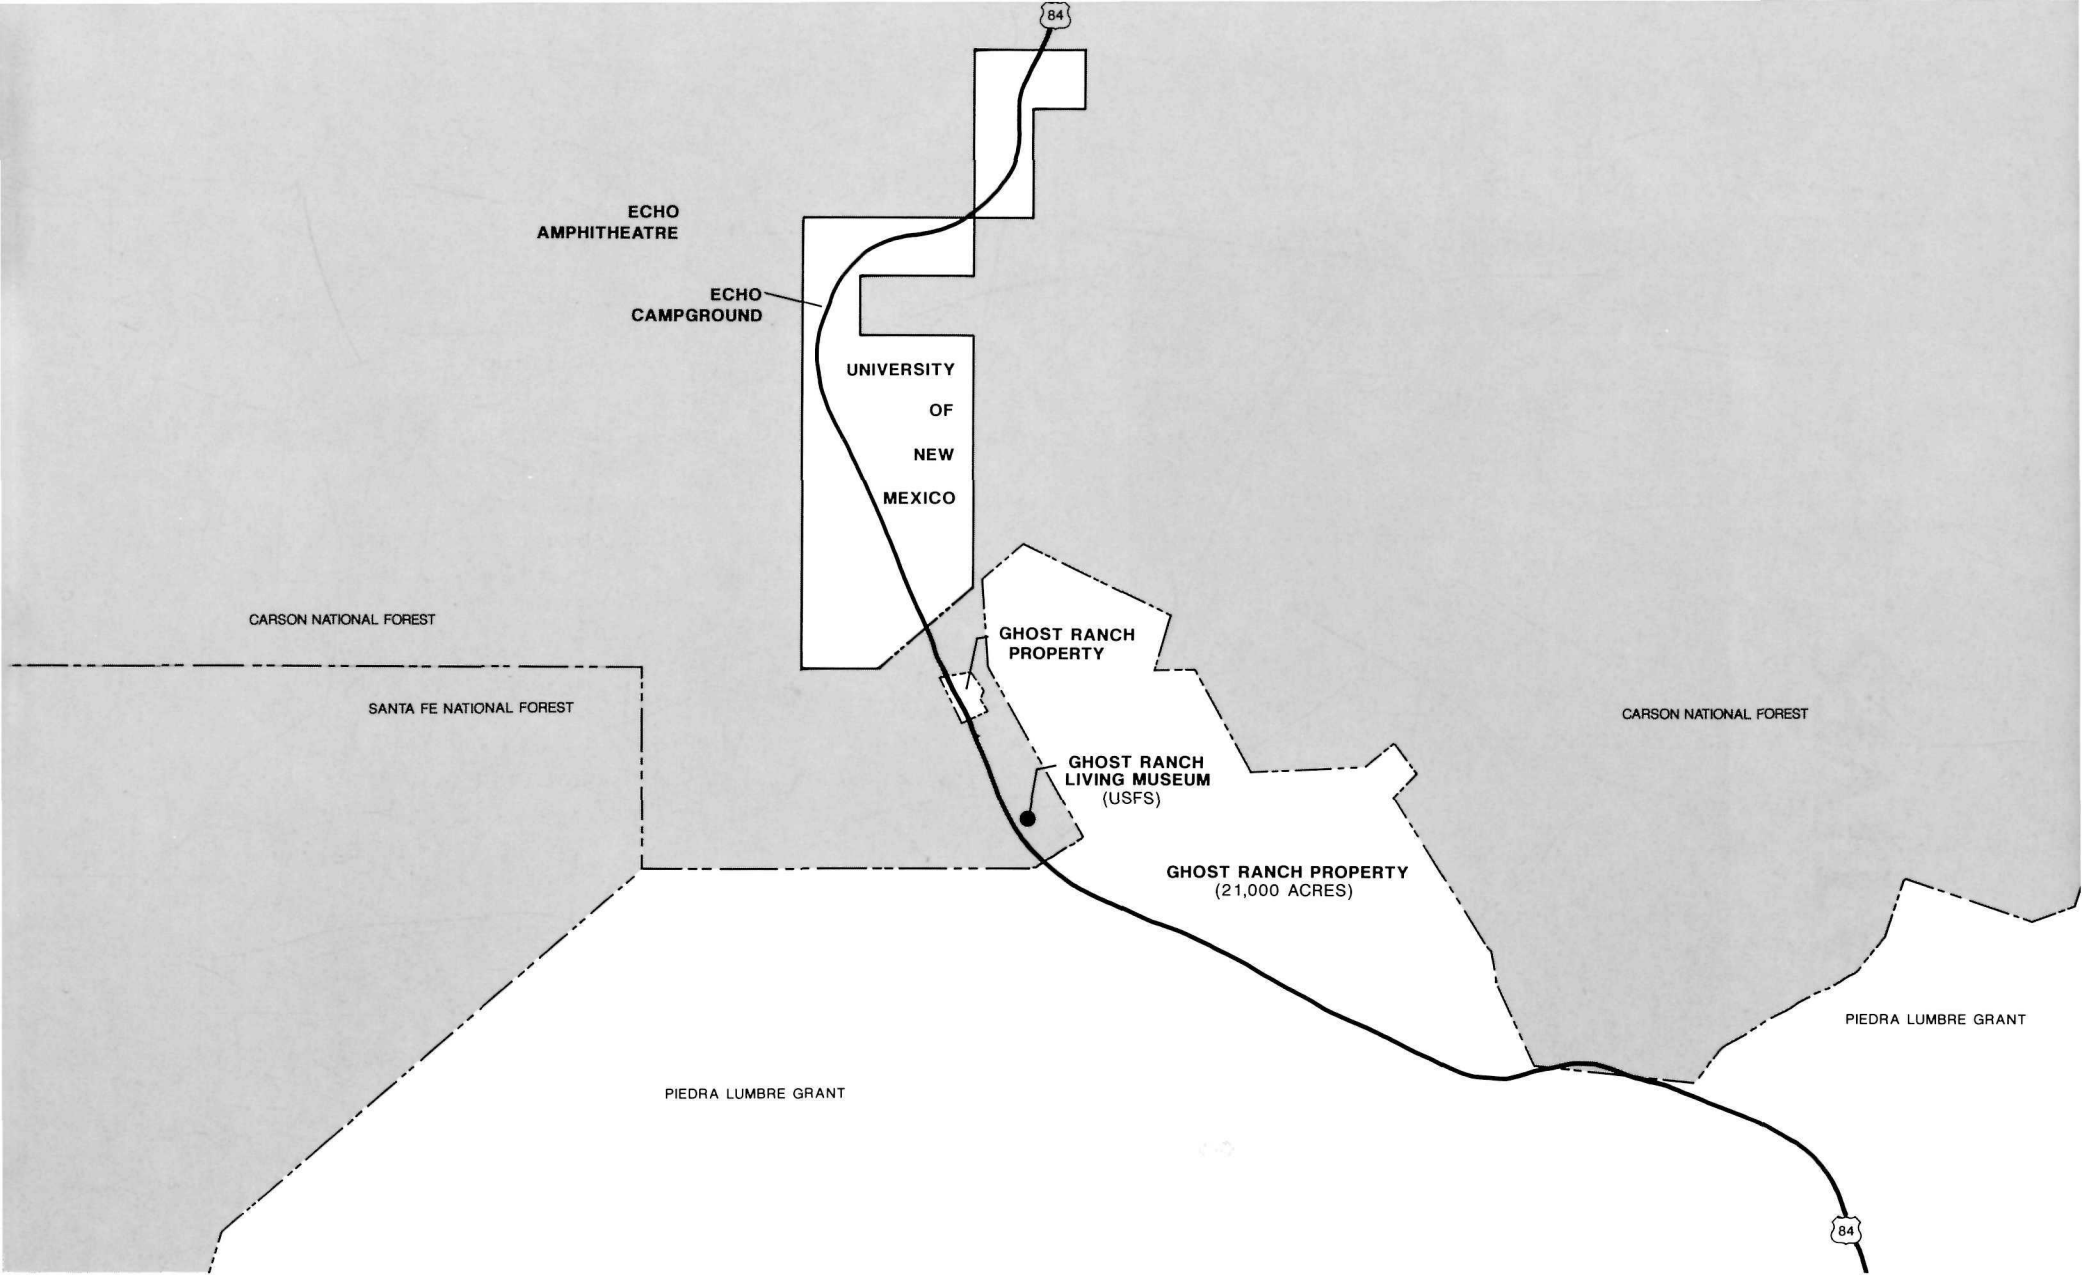 84
ECHO
AMPHITHEATRE
ECHO
CAMPGROUND
UNIVERSITY
OF
NEW
MEXICO
CARSON NATIONAL FOREST
SANTA FE NATIONAL FOREST
GHOST RANCH
PROPERTY
GHOST RANCH
LIVING MUSEUM
(USFS)
CARSON NATIONAL FOREST
GHOST RANCH PROPERTY
(21,000 ACRES)
PIEDRA LUMBRE GRANT
PIEDRA LUMBRE GRANT
84